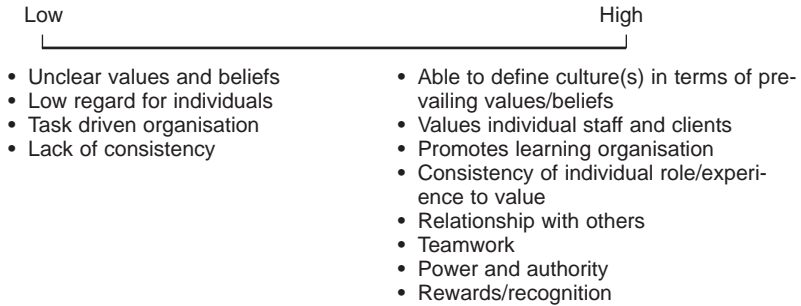 Low
High
• Unclear values and beliefs
• Low regard for individuals
• Task driven organisation
• Lack of consistency
• Able to define culture(s) in terms of pre-
vailing values/beliefs
• Values individual staff and clients
• Promotes learning organisation
• Consistency of individual role/experi-
ence to value
• Relationship with others
• Teamwork
• Power and authority
• Rewards/recognition